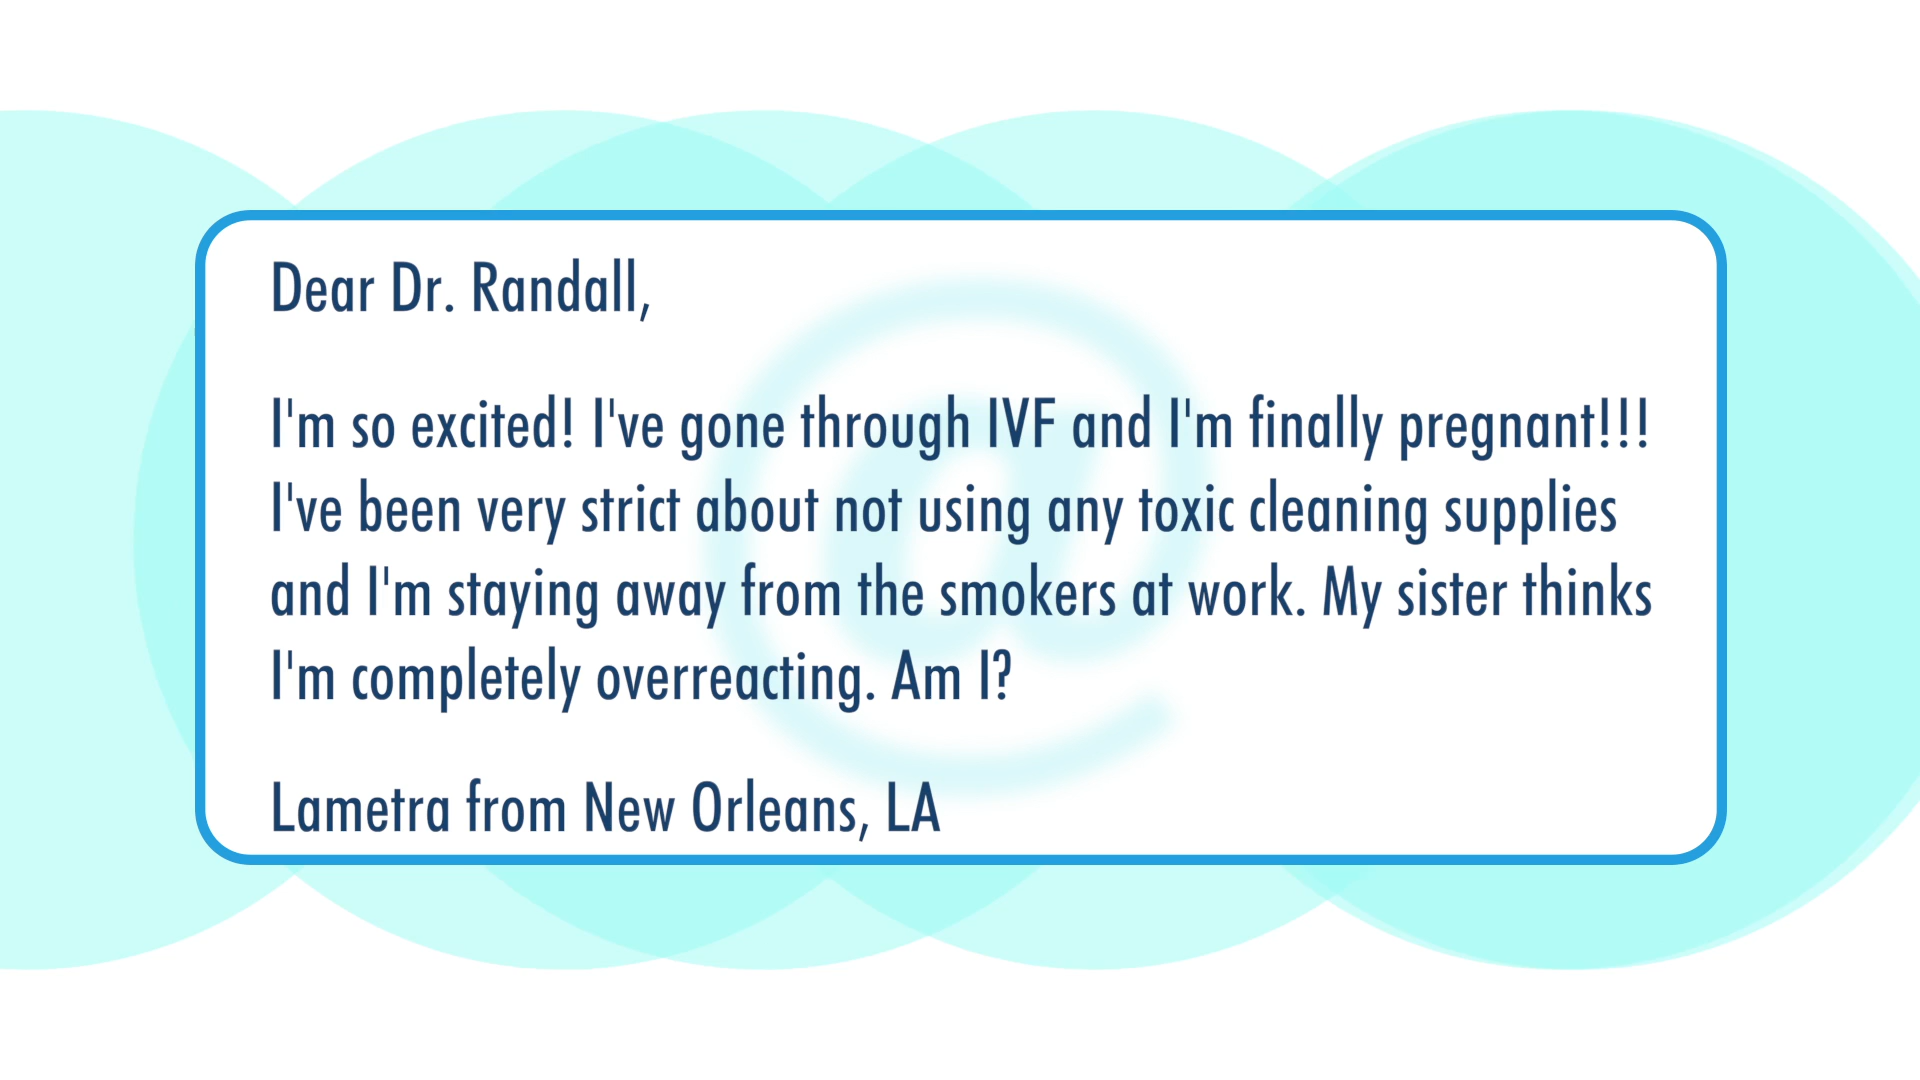 Dear Dr. Randall,
I'm so excited! I've gone through IVF and I'm finally pregnant!!!
I've been very strict about not using any toxic cleaning supplies
and I'm staying away from the smokers at work. My sister thinks
I'm completely overreacting. Am I?
Lametra from New Orleans, LA